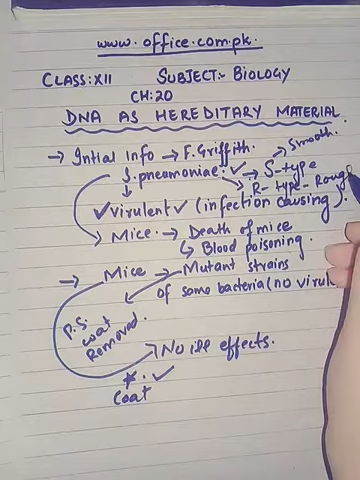 www.office.com.pk.
CLASS:XII SUBJECT:- BIOLOGY
CH:20
DNA AS HEREDITARY MATERIAL
→ Intial Info → F.Griffith. → Smooth.
S.pneumoniae: ✓ → S-type
↓ R-type-Rough
✓virulent✓ (infection causing).
→ Mice. → Death of mice
↳ Blood poisoning.
→ Mice → Mutant strains
of same bacteria (no virul
P.S. coat Removed.
→ No ill effects.
★. ✓
Coat